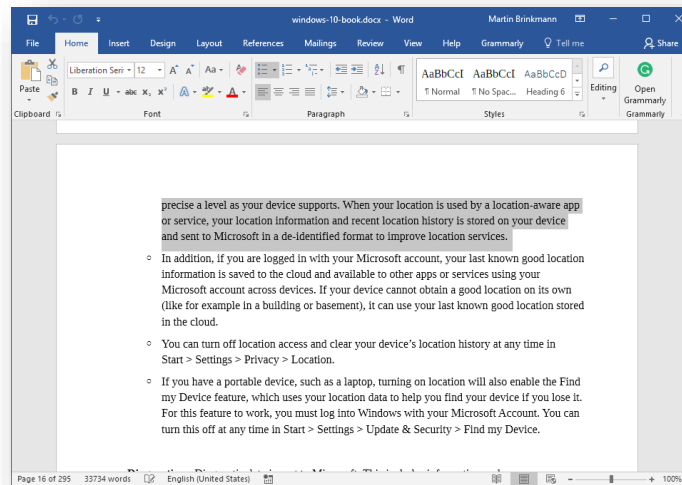 windows-10-book.docx - Word
Martin Brinkmann
File Home Insert Design Layout References Mailings Review View Help Grammarly Tell me Share
Paste
Liberation Seri 12
Aa
B I U abc x₂ x²
AaBbCcI AaBbCcI AaBbCcD
¶ Normal ¶ No Spac... Heading 6
Editing
Open Grammarly
Clipboard Font Paragraph Styles Grammarly
precise a level as your device supports. When your location is used by a location-aware app
or service, your location information and recent location history is stored on your device
and sent to Microsoft in a de-identified format to improve location services.
In addition, if you are logged in with your Microsoft account, your last known good location
information is saved to the cloud and available to other apps or services using your
Microsoft account across devices. If your device cannot obtain a good location on its own
(like for example in a building or basement), it can use your last known good location stored
in the cloud.
You can turn off location access and clear your device’s location history at any time in
Start > Settings > Privacy > Location.
If you have a portable device, such as a laptop, turning on location will also enable the Find
my Device feature, which uses your location data to help you find your device if you lose it.
For this feature to work, you must log into Windows with your Microsoft Account. You can
turn this off at any time in Start > Settings > Update & Security > Find my Device.
Page 16 of 295 33734 words English (United States) 100%